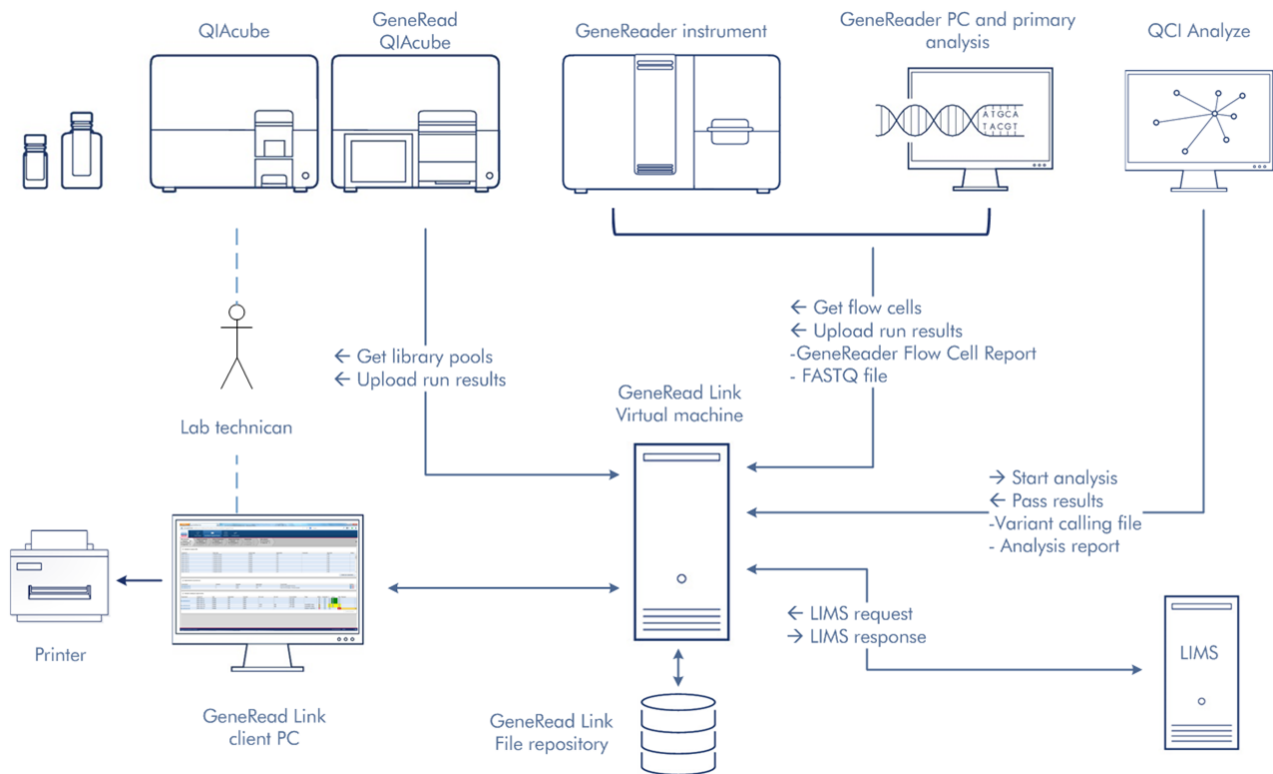 QIAcube
GeneRead
QIAcube
GeneReader instrument
GeneReader PC and primary
analysis
QCI Analyze
ATGCA
TACGT
← Get flow cells
← Upload run results
-GeneReader Flow Cell Report
- FASTQ file
← Get library pools
← Upload run results
GeneRead Link
Virtual machine
Lab technican
→ Start analysis
← Pass results
-Variant calling file
- Analysis report
← LIMS request
→ LIMS response
LIMS
Printer
GeneRead Link
client PC
GeneRead Link
File repository